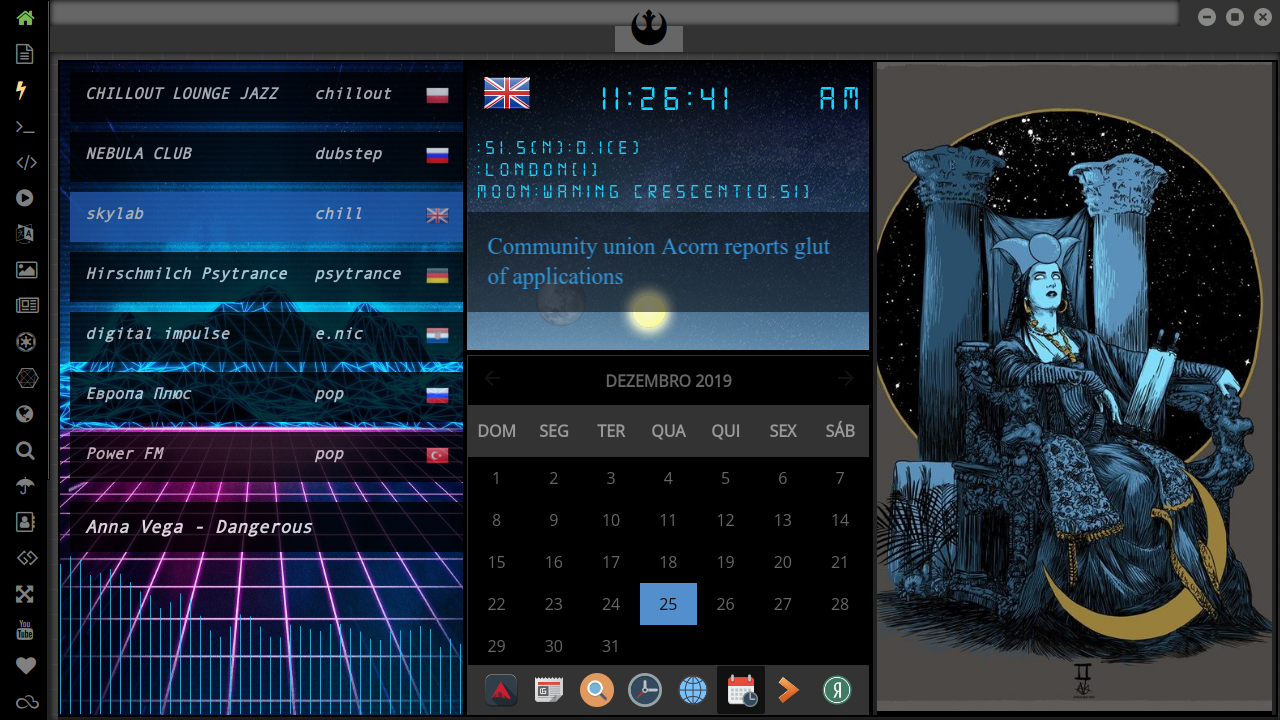 CHILLOUT LOUNGE JAZZ chillout
NEBULA CLUB dubstep
skylab chill
Hirschmilch Psytrance psytrance
digital impulse e.nic
Европа Плюс pop
Power FM pop
Anna Vega - Dangerous
11:26:41 AM
:51.5(N):0.1(E)
:LONDON(1)
MOON:WANING CRESCENT(0.51)
Community union Acorn reports glut
of applications
DEZEMBRO 2019
DOM SEG TER QUA QUI SEX SÁB
1 2 3 4 5 6 7
8 9 10 11 12 13 14
15 16 17 18 19 20 21
22 23 24 25 26 27 28
29 30 31
II
You
Tube
Я